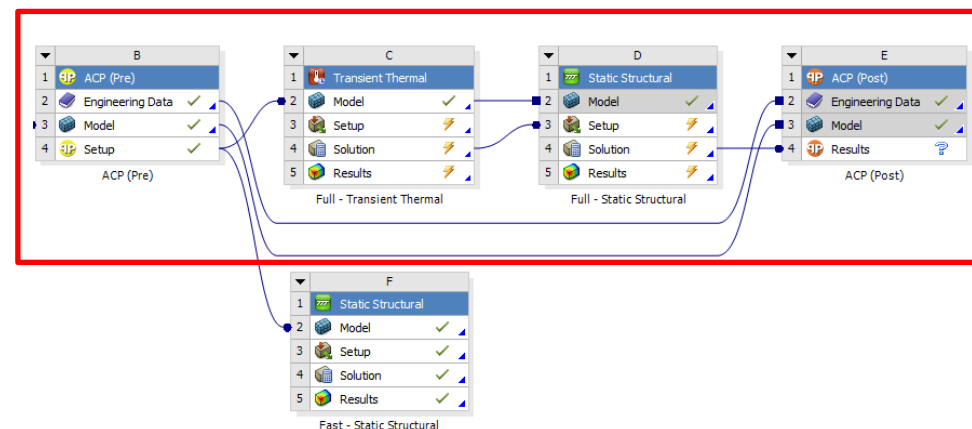 B
1 ACP (Pre)
2 Engineering Data
3 Model
4 Setup
ACP (Pre)
C
1 Transient Thermal
2 Model
3 Setup
4 Solution
5 Results
Full - Transient Thermal
D
1 Static Structural
2 Model
3 Setup
4 Solution
5 Results
Full - Static Structural
E
1 ACP (Post)
2 Engineering Data
3 Model
4 Results
ACP (Post)
F
1 Static Structural
2 Model
3 Setup
4 Solution
5 Results
Fast - Static Structural